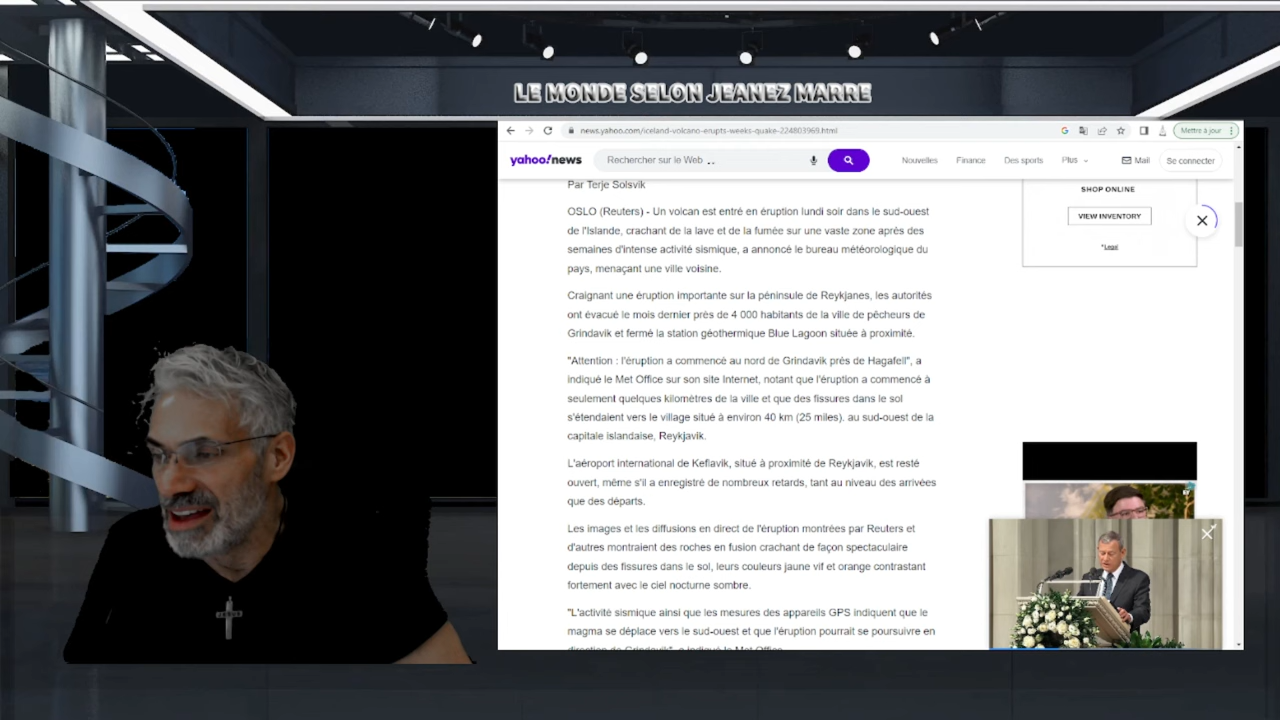 LE MONDE SELON JEANEZ MARRE
news.yahoo.com/iceland-volcano-erupts-weeks-quake-224803969.html
Mettre à jour
yahoo!news
Rechercher sur le Web
Nouvelles
Finance
Des sports
Plus
Mail
Se connecter
Par Terje Solsvik
OSLO (Reuters) - Un volcan est entré en éruption lundi soir dans le sud-ouest
de l'Islande, crachant de la lave et de la fumée sur une vaste zone après des
semaines d'intense activité sismique, a annoncé le bureau météorologique du
pays, menaçant une ville voisine.
Craignant une éruption importante sur la péninsule de Reykjanes, les autorités
ont évacué le mois dernier près de 4 000 habitants de la ville de pêcheurs de
Grindavik et fermé la station géothermique Blue Lagoon située à proximité.
"Attention : l'éruption a commencé au nord de Grindavik près de Hagafell", a
indiqué le Met Office sur son site Internet, notant que l'éruption a commencé à
seulement quelques kilomètres de la ville et que des fissures dans le sol
s'étendaient vers le village situé à environ 40 km (25 miles). au sud-ouest de la
capitale islandaise, Reykjavik.
L'aéroport international de Keflavik, situé à proximité de Reykjavik, est resté
ouvert, même s'il a enregistré de nombreux retards, tant au niveau des arrivées
que des départs.
Les images et les diffusions en direct de l'éruption montrées par Reuters et
d'autres montraient des roches en fusion crachant de façon spectaculaire
depuis des fissures dans le sol, leurs couleurs jaune vif et orange contrastant
fortement avec le ciel nocturne sombre.
"L'activité sismique ainsi que les mesures des appareils GPS indiquent que le
magma se déplace vers le sud-ouest et que l'éruption pourrait se poursuivre en
direction de Grindavik", a indiqué le Met Office.
SHOP ONLINE
VIEW INVENTORY
*Legal